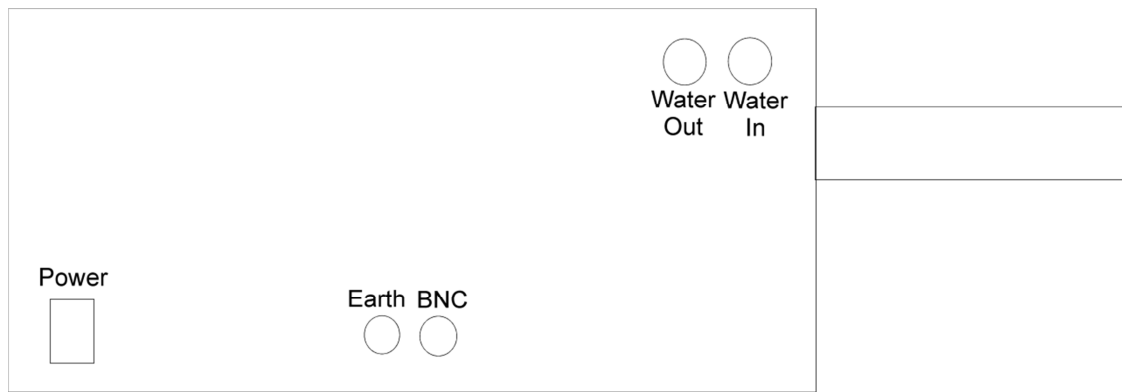 Water Out
Water In
Power
Earth
BNC